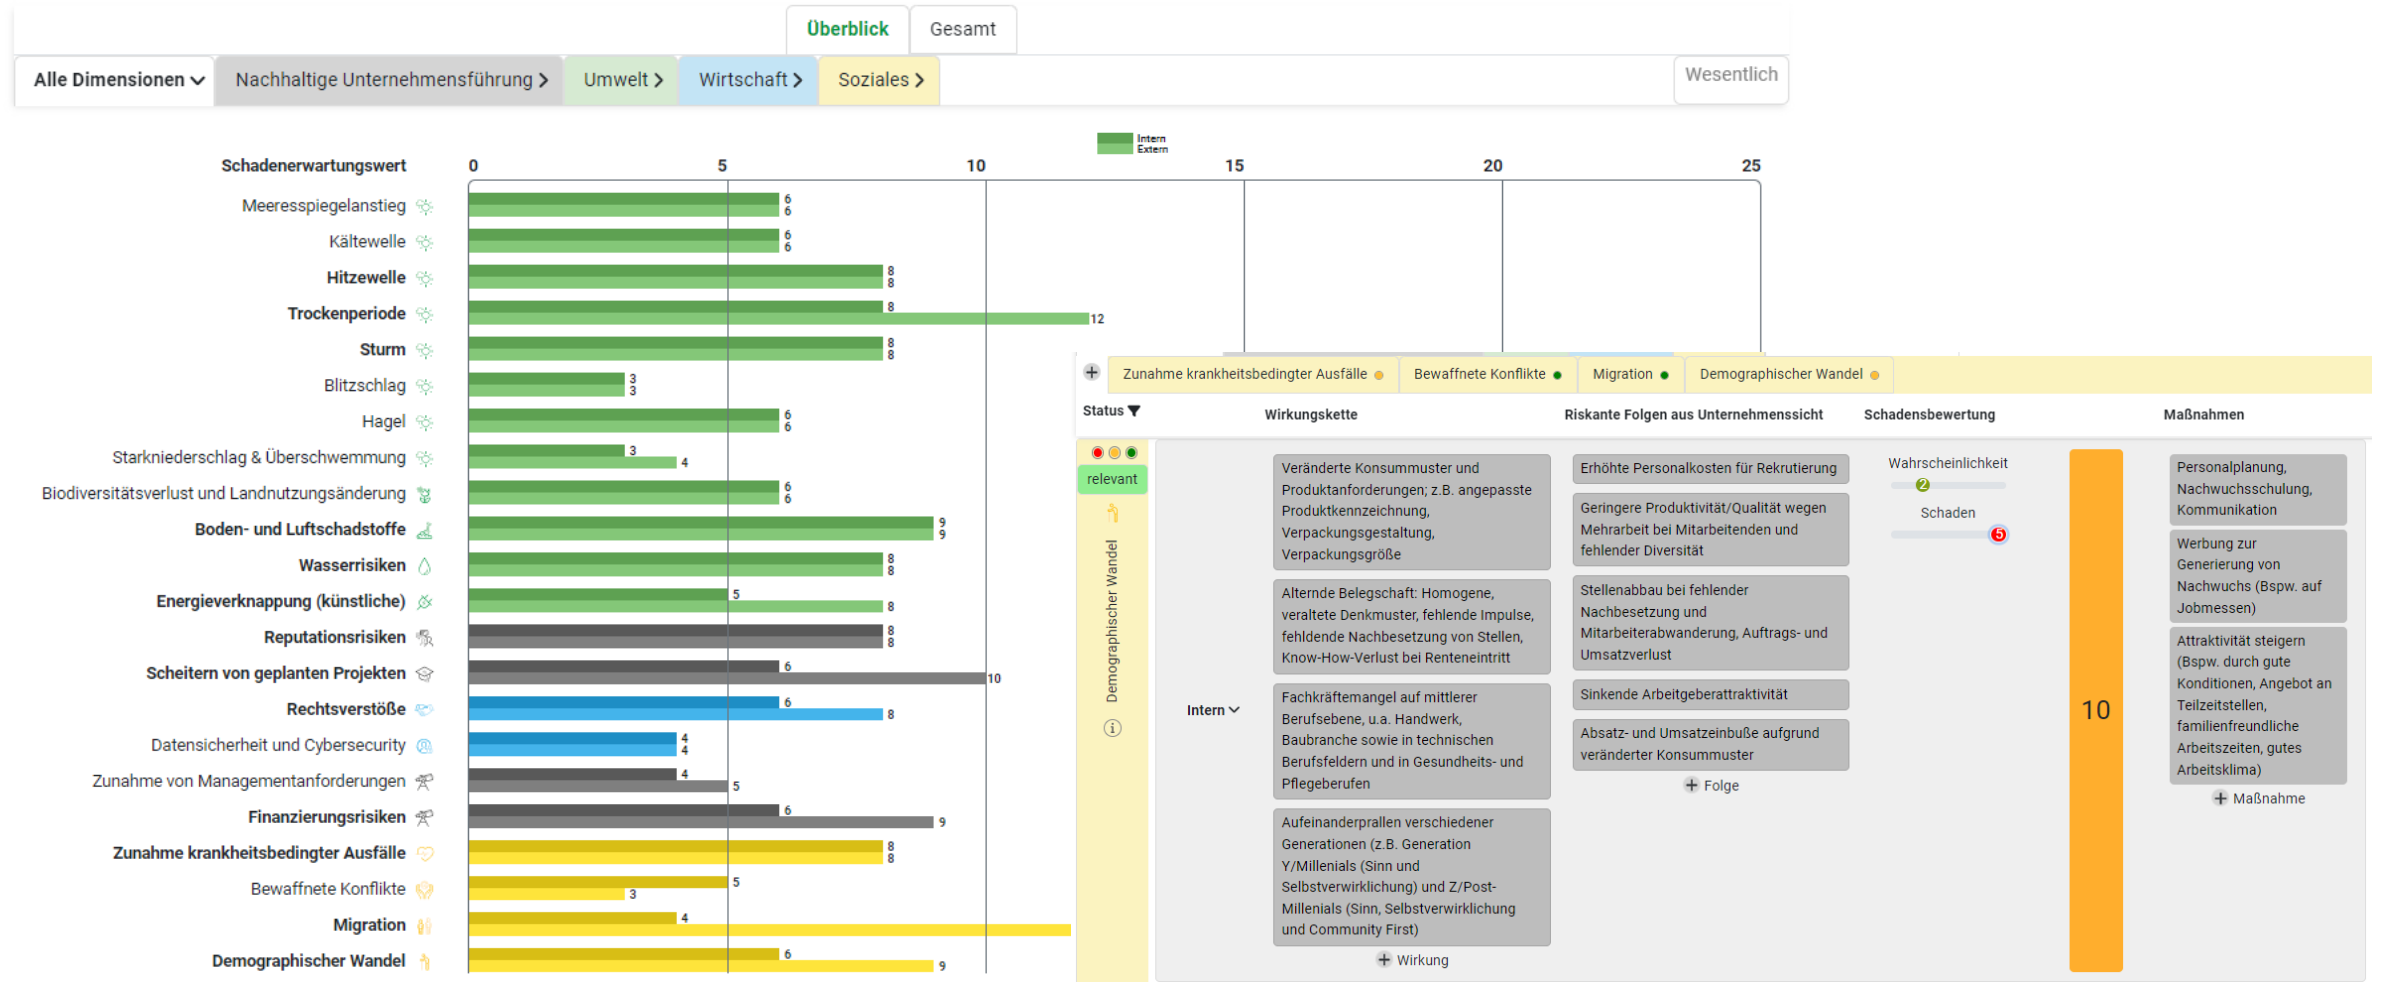 Überblick
Gesamt
Alle Dimensionen
Nachhaltige Unternehmensführung
Umwelt
Wirtschaft
Soziales
Wesentlich
Intern
Extern
Schadenerwartungswert
0
5
10
15
20
25
Meeresspiegelanstieg
6
6
Kältewelle
6
6
Hitzewelle
8
8
Trockenperiode
8
12
Sturm
8
8
Blitzschlag
3
3
Hagel
6
6
Starkniederschlag & Überschwemmung
3
4
Biodiversitätsverlust und Landnutzungsänderung
6
6
Boden- und Luftschadstoffe
9
9
Wasserrisiken
8
8
Energieverknappung (künstliche)
5
8
Reputationsrisiken
8
8
Scheitern von geplanten Projekten
6
10
Rechtsverstöße
6
8
Datensicherheit und Cybersecurity
4
4
Zunahme von Managementanforderungen
4
5
Finanzierungsrisiken
6
9
Zunahme krankheitsbedingter Ausfälle
8
8
Bewaffnete Konflikte
5
3
Migration
4
Demographischer Wandel
6
9
Zunahme krankheitsbedingter Ausfälle
Bewaffnete Konflikte
Migration
Demographischer Wandel
Status
Wirkungskette
Riskante Folgen aus Unternehmenssicht
Schadensbewertung
Maßnahmen
relevant
Demographischer Wandel
Intern
Veränderte Konsummuster und
Produktanforderungen; z.B. angepasste
Produktkennzeichnung,
Verpackungsgestaltung,
Verpackungsgröße
Alternde Belegschaft: Homogene,
veraltete Denkmuster, fehlende Impulse,
fehldende Nachbesetzung von Stellen,
Know-How-Verlust bei Renteneintritt
Fachkräftemangel auf mittlerer
Berufsebene, u.a. Handwerk,
Baubranche sowie in technischen
Berufsfeldern und in Gesundheits- und
Pflegeberufen
Aufeinanderprallen verschiedener
Generationen (z.B. Generation
Y/Millenials (Sinn und
Selbstverwirklichung) und Z/Post-
Millenials (Sinn, Selbstverwirklichung
und Community First)
+ Wirkung
Erhöhte Personalkosten für Rekrutierung
Geringere Produktivität/Qualität wegen
Mehrarbeit bei Mitarbeitenden und
fehlender Diversität
Stellenabbau bei fehlender
Nachbesetzung und
Mitarbeiterabwanderung, Auftrags- und
Umsatzverlust
Sinkende Arbeitgeberattraktivität
Absatz- und Umsatzeinbuße aufgrund
veränderter Konsummuster
+ Folge
Wahrscheinlichkeit
2
Schaden
5
10
Personalplanung,
Nachwuchsschulung,
Kommunikation
Werbung zur
Generierung von
Nachwuchs (Bspw. auf
Jobmessen)
Attraktivität steigern
(Bspw. durch gute
Konditionen, Angebot an
Teilzeitstellen,
familienfreundliche
Arbeitszeiten, gutes
Arbeitsklima)
+ Maßnahme